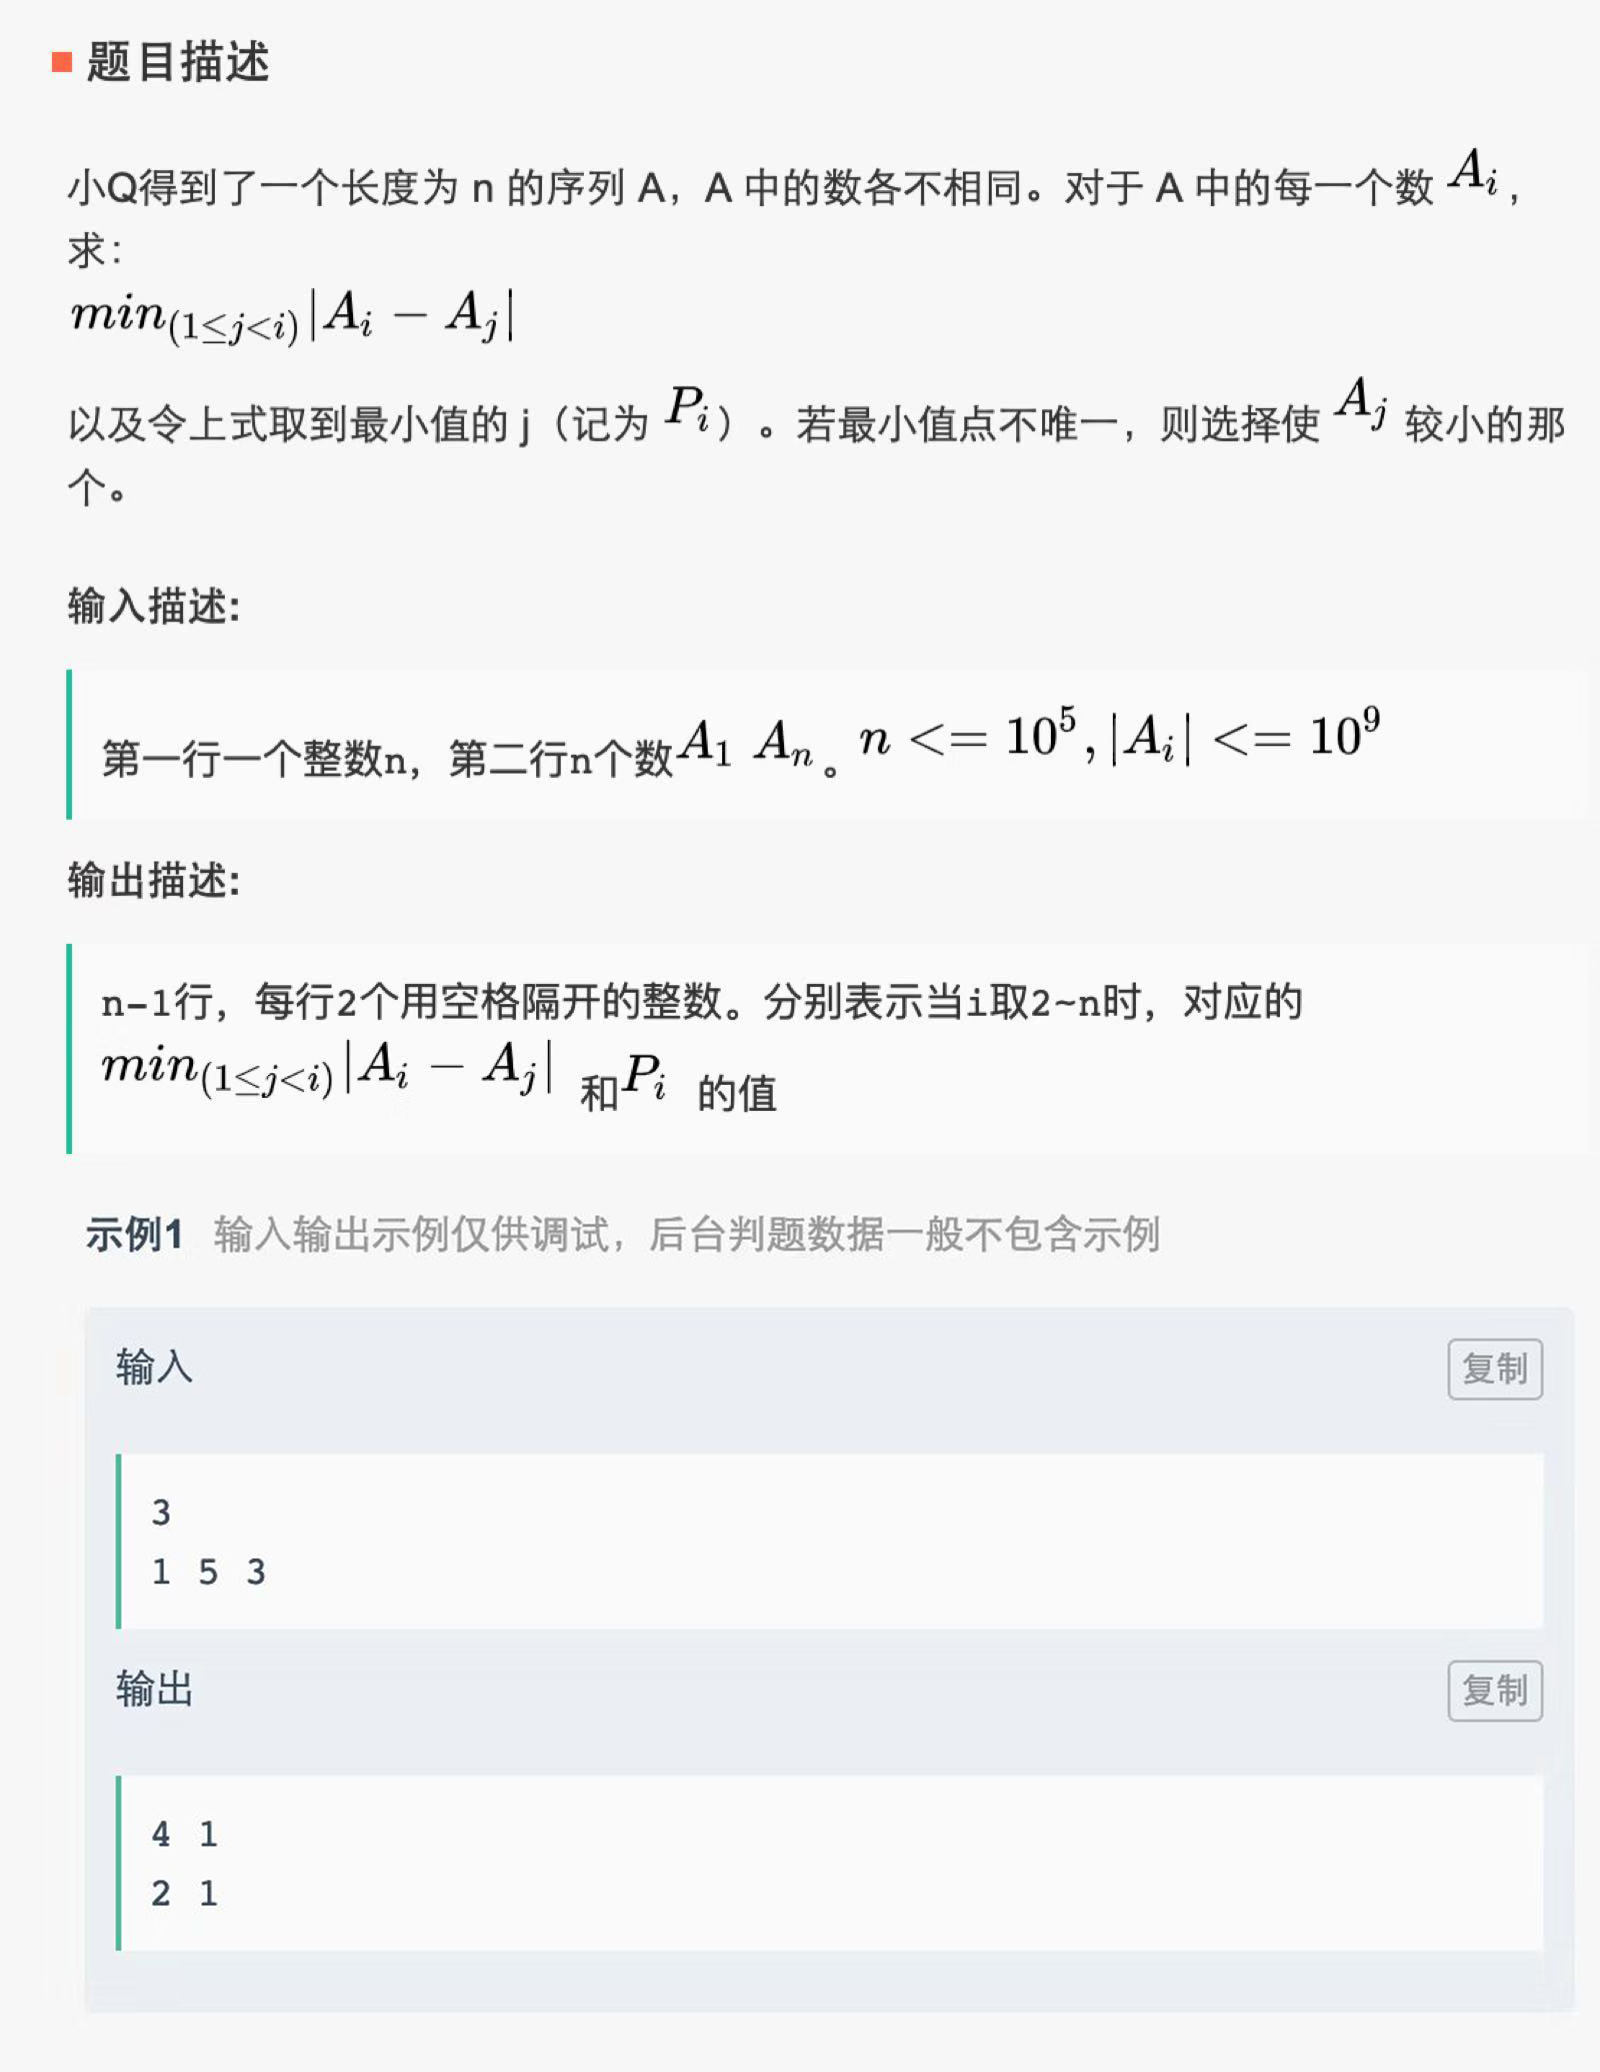 题目描述
小Q得到了一个长度为 n 的序列 A，A 中的数各不相同。对于 A 中的每一个数 A_i，
求：
min_{(1≤j<i)}|A_i − A_j|
以及令上式取到最小值的 j（记为 P_i）。若最小值点不唯一，则选择使 A_j 较小的那
个。
输入描述:
第一行一个整数n，第二行n个数A_1 A_n。n <= 10^5, |A_i| <= 10^9
输出描述:
n-1行，每行2个用空格隔开的整数。分别表示当i取2~n时，对应的
min_{(1≤j<i)}|A_i − A_j| 和P_i 的值
示例1 输入输出示例仅供调试，后台判题数据一般不包含示例
输入 复制
3
1 5 3
输出 复制
4 1
2 1